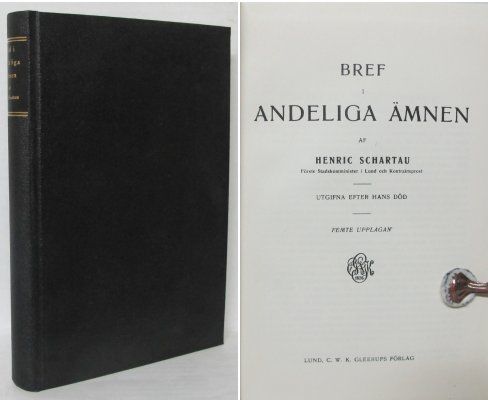 BREF
I
ANDELIGA ÄMNEN
AF
HENRIC SCHARTAU
Förste Stadskomminister i Lund och Kontraktsprost
UTGIFNA EFTER HANS DÖD
FEMTE UPPLAGAN
LUND, C. W. K. GLEERUPS FÖRLAG